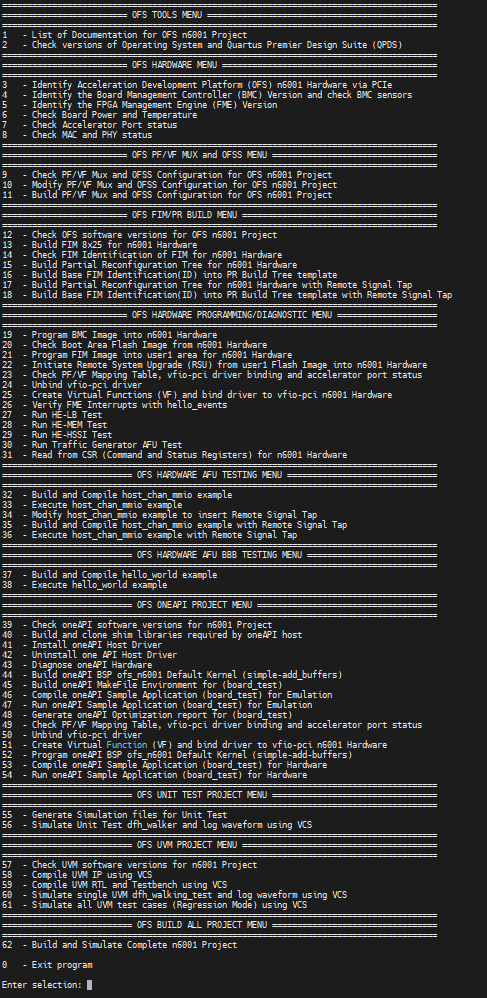 ==========================================================================================
========================== OFS TOOLS MENU ================================================
==========================================================================================
1   - List of Documentation for OFS n6001 Project
2   - Check versions of Operating System and Quartus Premier Design Suite (QPDS)
==========================================================================================
========================== OFS HARDWARE MENU =============================================
==========================================================================================
3   - Identify Acceleration Development Platform (OFS) n6001 Hardware via PCIe
4   - Identify the Board Management Controller (BMC) Version and check BMC sensors
5   - Identify the FPGA Management Engine (FME) Version
6   - Check Board Power and Temperature
7   - Check Accelerator Port status
8   - Check MAC and PHY status
==========================================================================================
========================== OFS PF/VF MUX and OFSS MENU ===================================
==========================================================================================
9   - Check PF/VF Mux and OFSS Configuration for OFS n6001 Project
10  - Modify PF/VF Mux and OFSS Configuration for OFS n6001 Project
11  - Build PF/VF Mux and OFSS Configuration for OFS n6001 Project
==========================================================================================
========================== OFS FIM/PR BUILD MENU =========================================
==========================================================================================
12  - Check OFS software versions for OFS n6001 Project
13  - Build FIM 8x25 for n6001 Hardware
14  - Check FIM Identification of FIM for n6001 Hardware
15  - Build Partial Reconfiguration Tree for n6001 Hardware
16  - Build Base FIM Identification(ID) into PR Build Tree template
17  - Build Partial Reconfiguration Tree for n6001 Hardware with Remote Signal Tap
18  - Build Base FIM Identification(ID) into PR Build Tree template with Remote Signal Tap
==========================================================================================
========================== OFS HARDWARE PROGRAMMING/DIAGNOSTIC MENU ======================
==========================================================================================
19  - Program BMC Image into n6001 Hardware
20  - Check Boot Area Flash Image from n6001 Hardware
21  - Program FIM Image into user1 area for n6001 Hardware
22  - Initiate Remote System Upgrade (RSU) from user1 Flash Image into n6001 Hardware
23  - Check PF/VF Mapping Table, vfio-pci driver binding and accelerator port status
24  - Unbind vfio-pci driver
25  - Create Virtual Functions (VF) and bind driver to vfio-pci n6001 Hardware
26  - Verify FME Interrupts with hello_events
27  - Run HE-LB Test
28  - Run HE-MEM Test
29  - Run HE-HSSI Test
30  - Run Traffic Generator AFU Test
31  - Read from CSR (Command and Status Registers) for n6001 Hardware
==========================================================================================
========================== OFS HARDWARE AFU TESTING MENU =================================
==========================================================================================
32  - Build and Compile host_chan_mmio example
33  - Execute host_chan_mmio example
34  - Modify host_chan_mmio example to insert Remote Signal Tap
35  - Build and Compile host_chan_mmio example with Remote Signal Tap
36  - Execute host_chan_mmio example with Remote Signal Tap
==========================================================================================
========================== OFS HARDWARE AFU BBB TESTING MENU =============================
==========================================================================================
37  - Build and Compile hello_world example
38  - Execute hello_world example
==========================================================================================
========================== OFS ONEAPI PROJECT MENU =======================================
==========================================================================================
39  - Check oneAPI software versions for n6001 Project
40  - Build and clone shim libraries required by oneAPI host
41  - Install oneAPI Host Driver
42  - Uninstall one API Host Driver
43  - Diagnose oneAPI Hardware
44  - Build oneAPI BSP ofs_n6001 Default Kernel (simple-add_buffers)
45  - Build oneAPI MakeFile Environment for (board_test)
46  - Compile oneAPI Sample Application (board_test) for Emulation
47  - Run oneAPI Sample Application (board_test) for Emulation
48  - Generate oneAPI Optimization report for (board_test)
49  - Check PF/VF Mapping Table, vfio-pci driver binding and accelerator port status
50  - Unbind vfio-pci driver
51  - Create Virtual Function (VF) and bind driver to vfio-pci n6001 Hardware
52  - Program oneAPI BSP ofs_n6001 Default Kernel (simple-add-buffers)
53  - Compile oneAPI Sample Application (board_test) for Hardware
54  - Run oneAPI Sample Application (board_test) for Hardware
==========================================================================================
========================== OFS UNIT TEST PROJECT MENU ====================================
==========================================================================================
55  - Generate Simulation files for Unit Test
56  - Simulate Unit Test dfh_walker and log waveform using VCS
==========================================================================================
========================== OFS UVM PROJECT MENU ==========================================
==========================================================================================
57  - Check UVM software versions for n6001 Project
58  - Compile UVM IP using VCS
59  - Compile UVM RTL and Testbench using VCS
60  - Simulate single UVM dfh_walking_test and log waveform using VCS
61  - Simulate all UVM test cases (Regression Mode) using VCS
==========================================================================================
========================== OFS BUILD ALL PROJECT MENU ====================================
==========================================================================================
62  - Build and Simulate Complete n6001 Project
0   - Exit program
Enter selection: